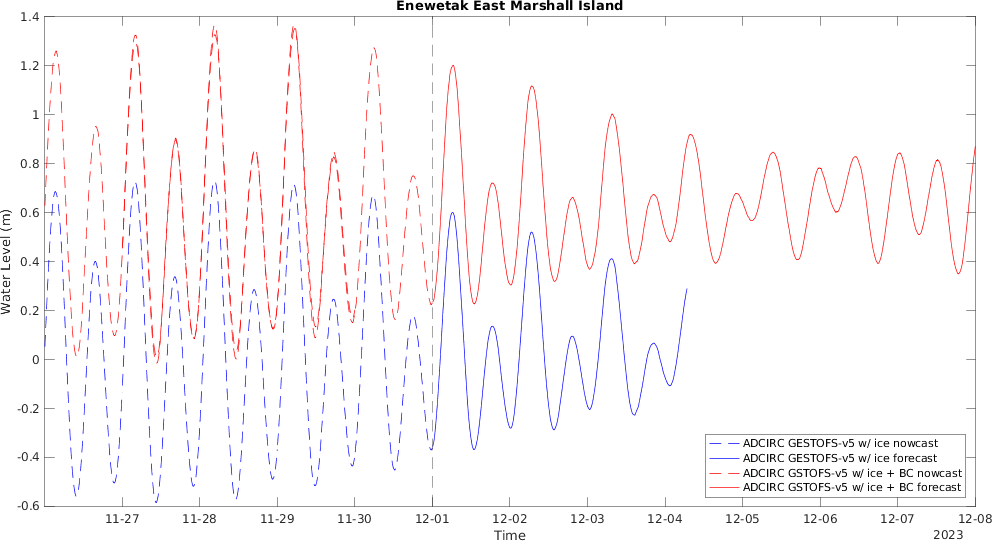 Enewetak East Marshall Island
1.4
1.2
1
0.8
0.6
0.4
0.2
0
-0.2
-0.4
-0.6
Water Level (m)
ADCIRC GESTOFS-v5 w/ ice nowcast
ADCIRC GESTOFS-v5 w/ ice forecast
ADCIRC GSTOFS-v5 w/ ice + BC nowcast
ADCIRC GSTOFS-v5 w/ ice + BC forecast
11-27 11-28 11-29 11-30 12-01 12-02 12-03 12-04 12-05 12-06 12-07 12-08
Time
2023